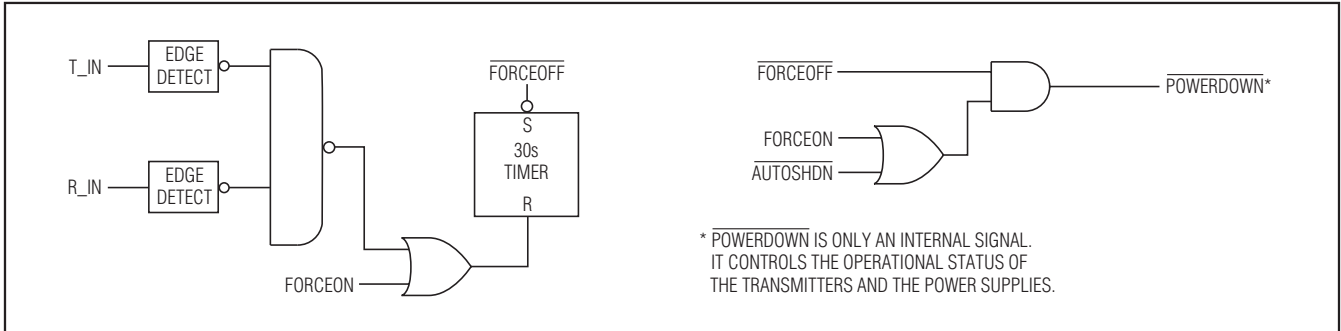 T_IN
EDGE
DETECT
R_IN
EDGE
DETECT
FORCEON
FORCEOFF
S
30s
TIMER
R
FORCEOFF
FORCEON
AUTOSHDN
POWERDOWN*
* POWERDOWN IS ONLY AN INTERNAL SIGNAL.
IT CONTROLS THE OPERATIONAL STATUS OF
THE TRANSMITTERS AND THE POWER SUPPLIES.